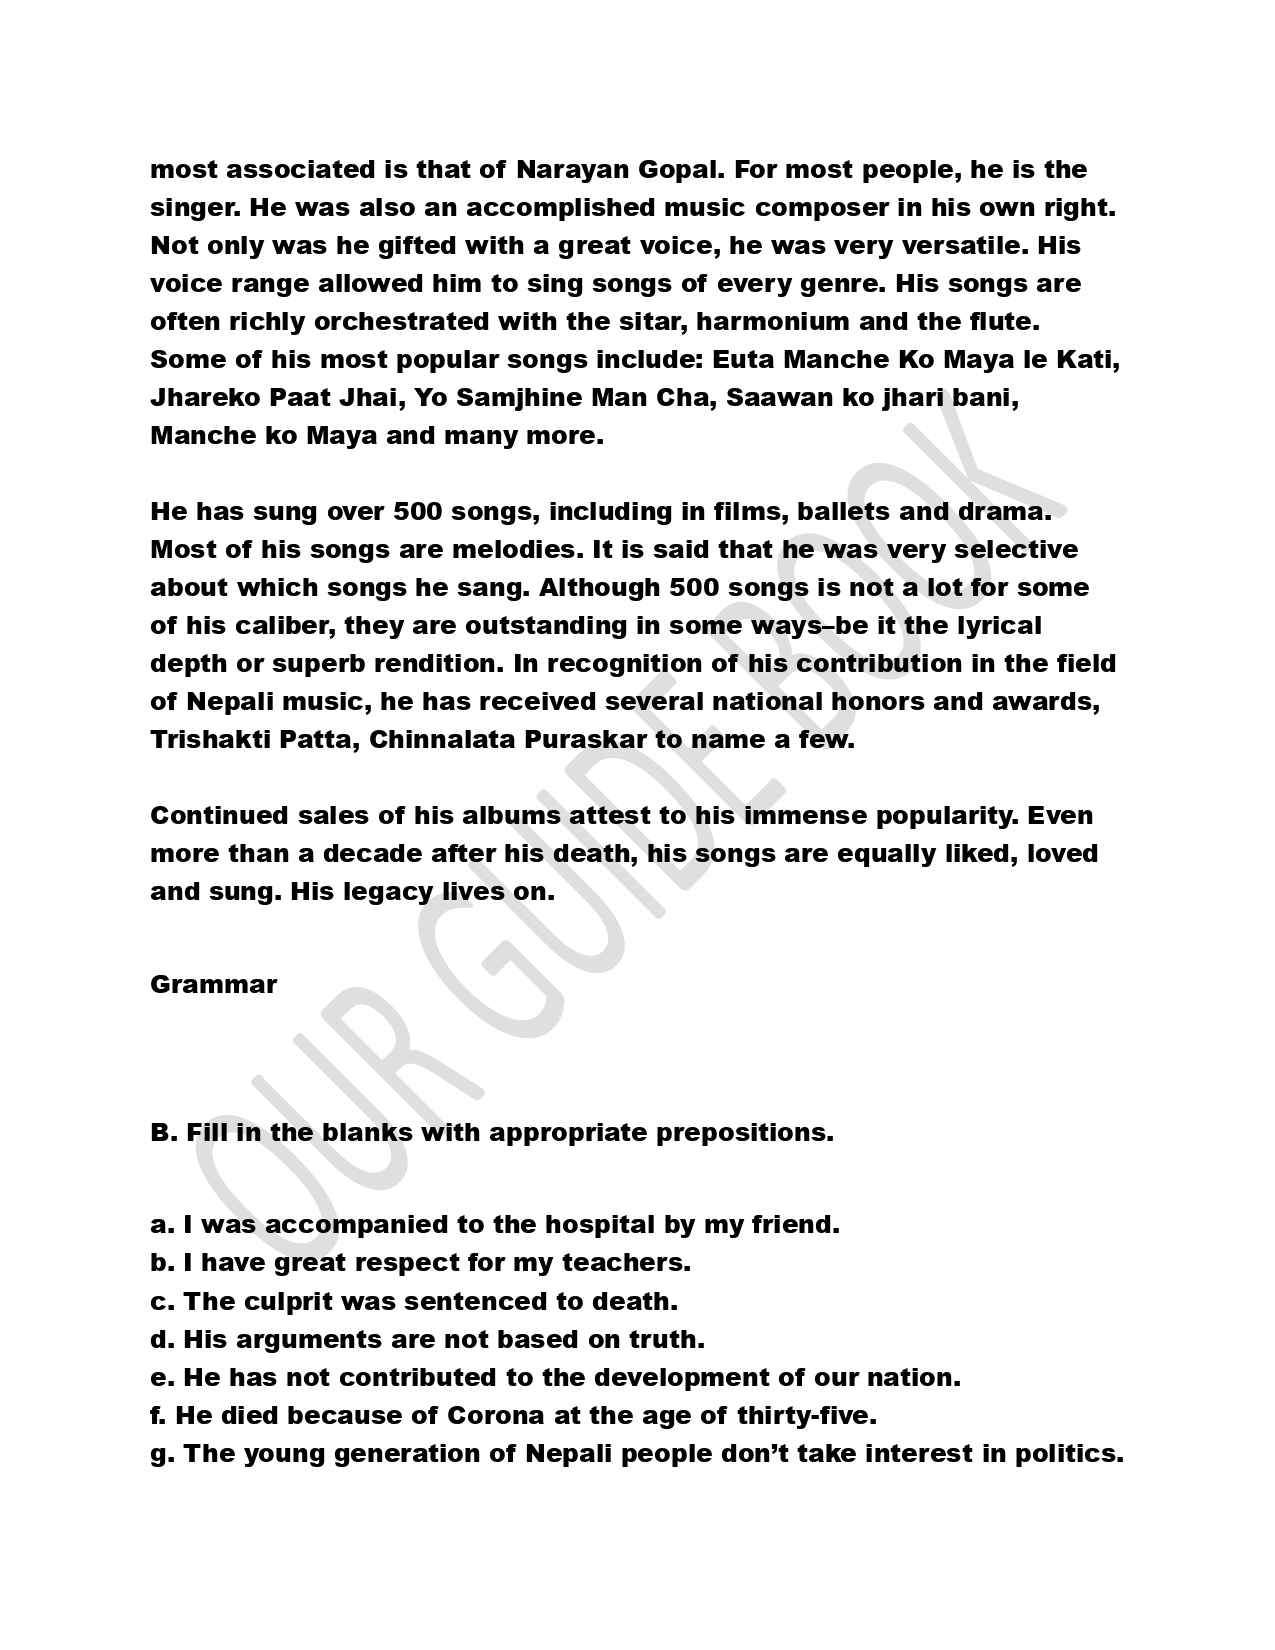 most associated is that of Narayan Gopal. For most people, he is the
singer. He was also an accomplished music composer in his own right.
Not only was he gifted with a great voice, he was very versatile. His
voice range allowed him to sing songs of every genre. His songs are
often richly orchestrated with the sitar, harmonium and the flute.
Some of his most popular songs include: Euta Manche Ko Maya le Kati,
Jhareko Paat Jhai, Yo Samjhine Man Cha, Saawan ko jhari bani,
Manche ko Maya and many more.
He has sung over 500 songs, including in films, ballets and drama.
Most of his songs are melodies. It is said that he was very selective
about which songs he sang. Although 500 songs is not a lot for some
of his caliber, they are outstanding in some ways–be it the lyrical
depth or superb rendition. In recognition of his contribution in the field
of Nepali music, he has received several national honors and awards,
Trishakti Patta, Chinnalata Puraskar to name a few.
Continued sales of his albums attest to his immense popularity. Even
more than a decade after his death, his songs are equally liked, loved
and sung. His legacy lives on.
Grammar
B. Fill in the blanks with appropriate prepositions.
a. I was accompanied to the hospital by my friend.
b. I have great respect for my teachers.
c. The culprit was sentenced to death.
d. His arguments are not based on truth.
e. He has not contributed to the development of our nation.
f. He died because of Corona at the age of thirty-five.
g. The young generation of Nepali people don’t take interest in politics.
OUR GUIDE BOOK